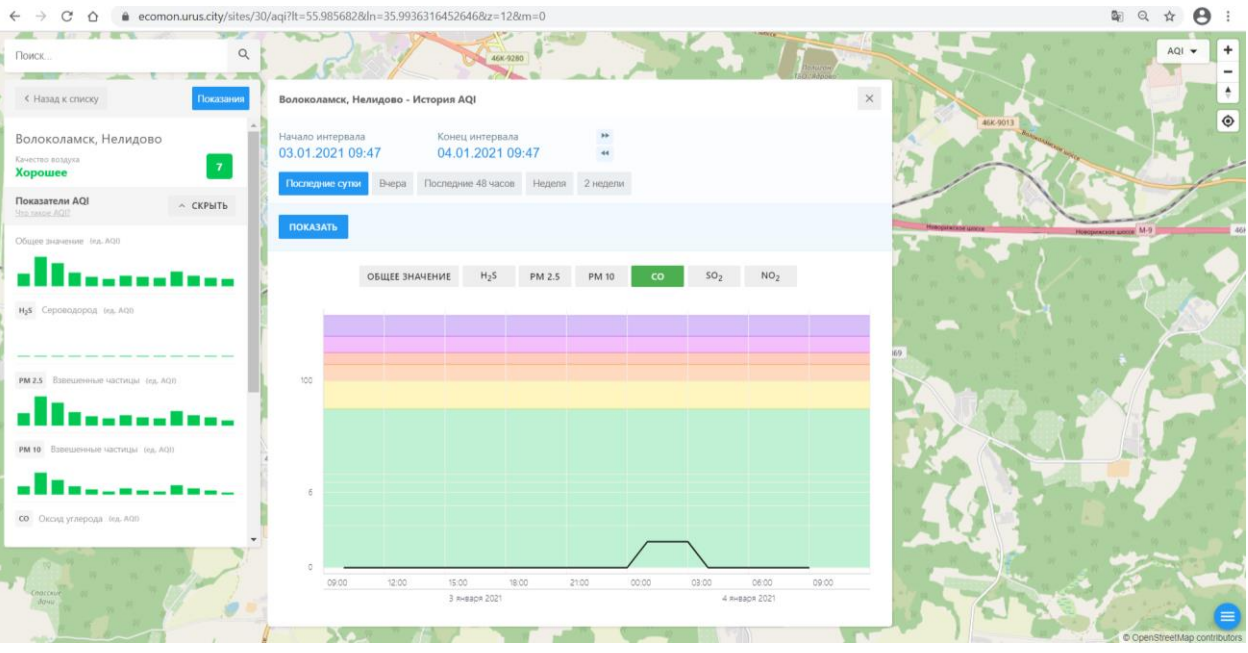 ecomon.urus.city/sites/30/aqi?lt=55.985682&ln=35.99363164526468&z=12&m=0
Поиск...
46К-9280
AQI
< Назад к списку
Показания
Волоколамск, Нелидово - История AQI
46К-9013
Волоколамск, Нелидово
Качество воздуха
Хорошее
7
Начало интервала
Конец интервала
03.01.2021 09:47
04.01.2021 09:47
Последние сутки
Вчера
Последние 48 часов
Неделя
2 недели
Показатели AQI
Что такое AQI?
СКРЫТЬ
ПОКАЗАТЬ
Новорижское шоссе
Новорижское шоссе
М-9
Общее значение (ед. AQI)
ОБЩЕЕ ЗНАЧЕНИЕ
H₂S
PM 2.5
PM 10
CO
SO₂
NO₂
H₂S Сероводород (ед. AQI)
PM 2.5 Взвешенные частицы (ед. AQI)
PM 10 Взвешенные частицы (ед. AQI)
CO Оксид углерода (ед. AQI)
100
6
0
09:00
12:00
15:00
18:00
21:00
00:00
03:00
06:00
09:00
3 января 2021
4 января 2021
Спасские
Дачи
© OpenStreetMap contributors